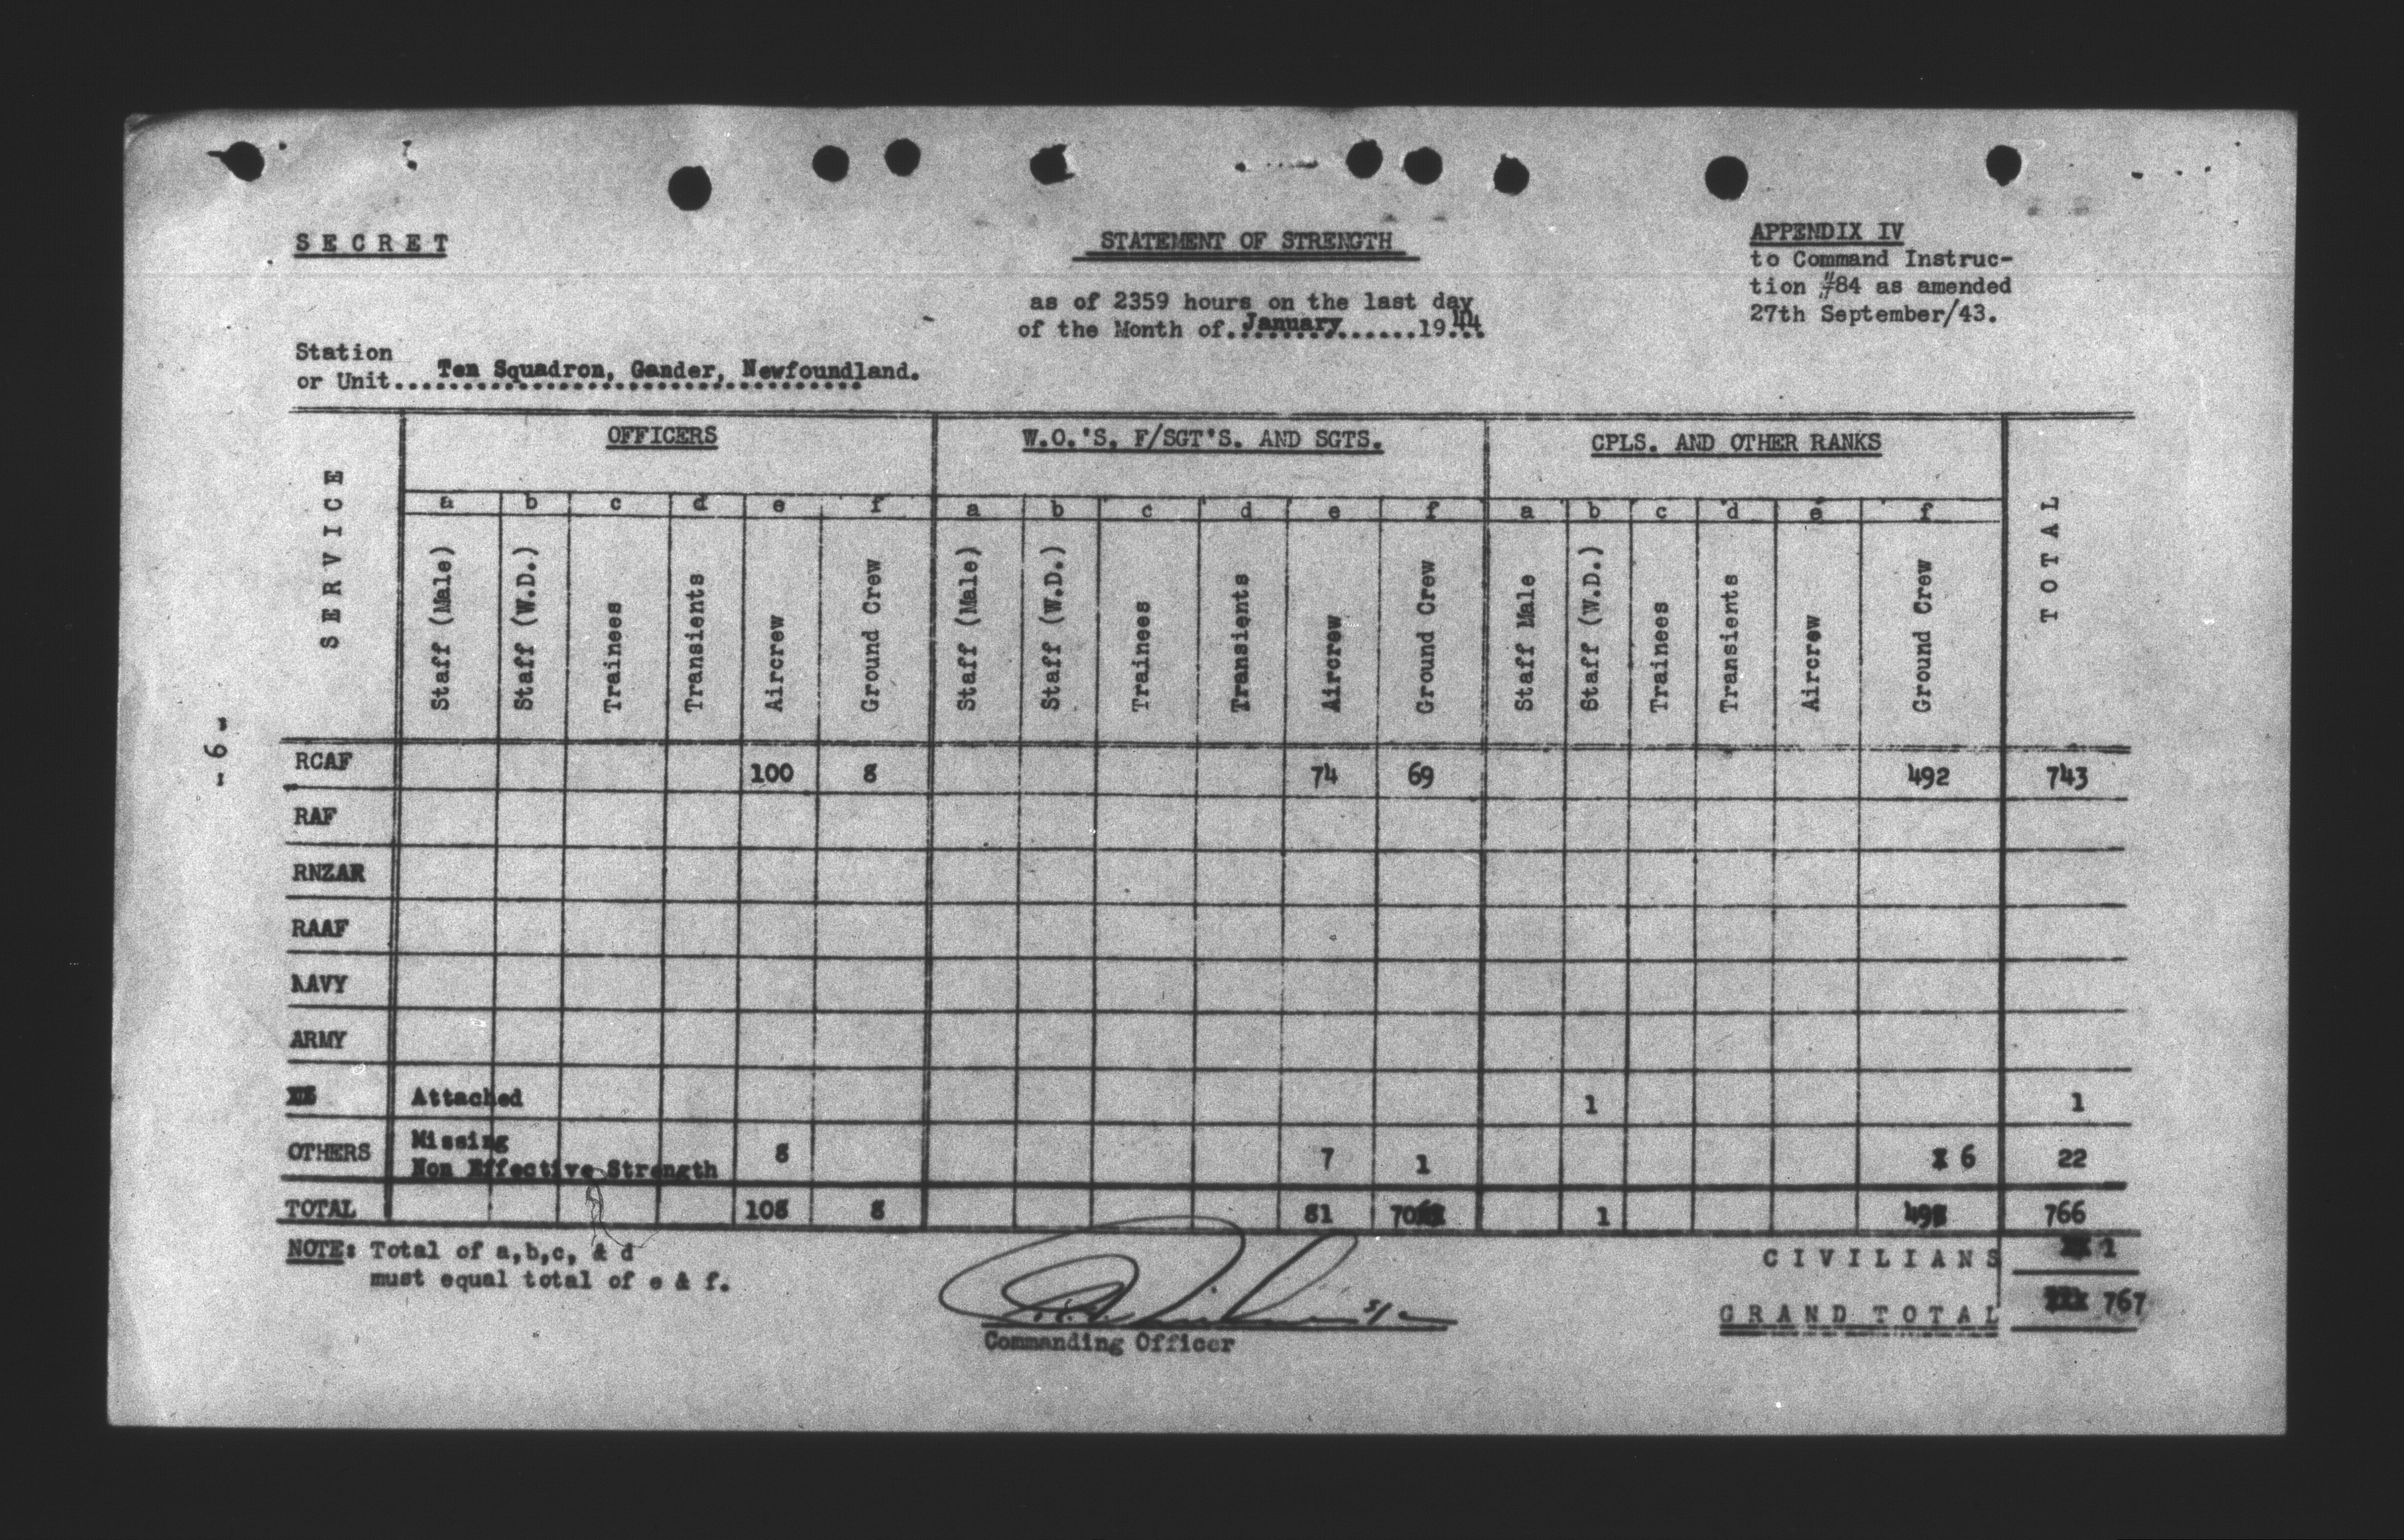 S E C R E T
STATEMENT OF STRENGTH
as of 2359 hours on the last day
of the Month of.January.......19.44
APPENDIX IV
to Command Instruc-
tion #84 as amended
27th September/43.
Station
or Unit...Ten Squadron, Gander, Newfoundland.
SERVICE OFFICERS W.O.'S. F/SGT'S. AND SGTS. CPLS. AND OTHER RANKS TOTAL
a b c d e f a b c d e f a b c d e f
Staff (Male) Staff (W.D.) Trainees Transients Aircrew Ground Crew Staff (Male) Staff (W.D.) Trainees Transients Aircrew Ground Crew Staff Male Staff (W.D.) Trainees Transients Aircrew Ground Crew
- 6 -
RCAF 100 8 74 69 492 743
RAF
RNZAR
RAAF
NAVY
ARMY
Attached 1 1
Missing
OTHERS Non Effective Strength 8 7 1 6 22
TOTAL 108 8 81 70 1 498 766
NOTE: Total of a,b,c, & d
must equal total of e & f.
C I V I L I A N S 1
G R A N D T O T A L 767
Commanding Officer